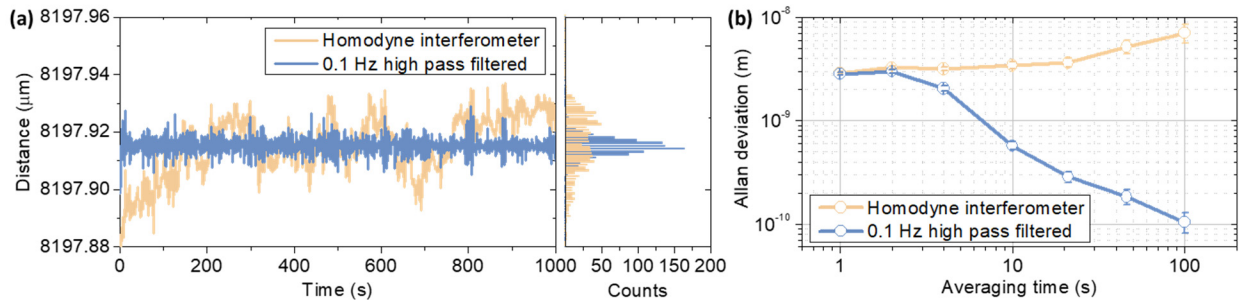 (a)
8197.96
8197.94
8197.92
8197.90
8197.88
Distance (μm)
Homodyne interferometer
0.1 Hz high pass filtered
0 200 400 600 800 1000
Time (s)
50 100 150 200
Counts
(b)
10⁻⁸
10⁻⁹
10⁻¹⁰
Allan deviation (m)
Homodyne interferometer
0.1 Hz high pass filtered
1 10 100
Averaging time (s)